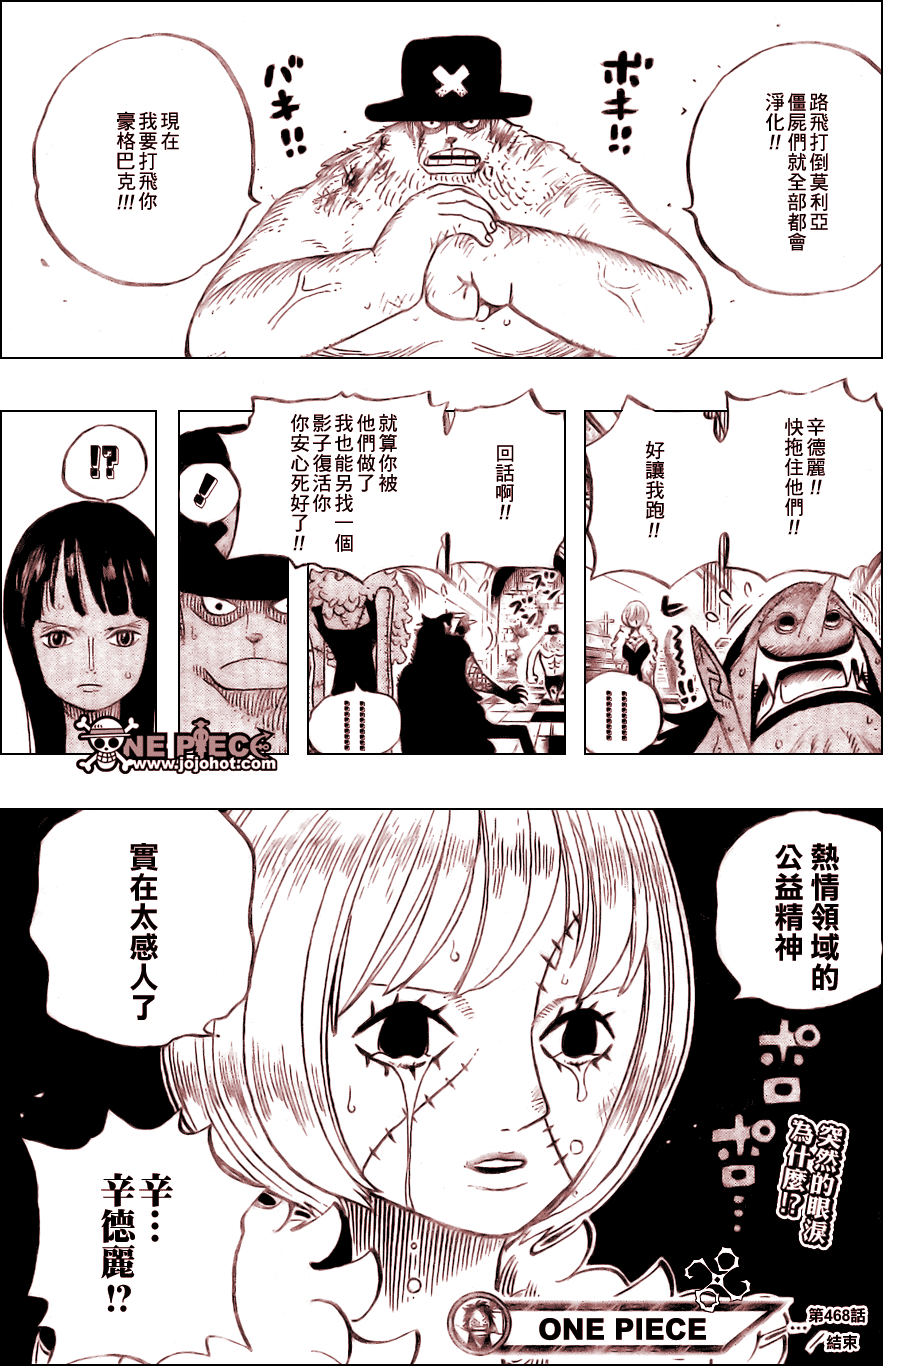 路飛打倒莫利亞
僵屍們就全部都會
淨化!!
ボキ!!
バキ!!
現在
我要打飛你
豪格巴克!!!
辛德麗!!
快拖住他們!!
好讓我跑!!
ヒソ
回話啊!!
就算你被
他們做了
我也能另找一個
影子復活你
你安心死好了!!
ズン
ズン
!
!?
ONE PIECE
www.jojohot.com
熱情領域的
公益精神
實在太感人了
ポロ
ポロ…
突然的眼淚
為什麼!?
辛…
辛德麗!?
ONE PIECE
…第468話
／結束